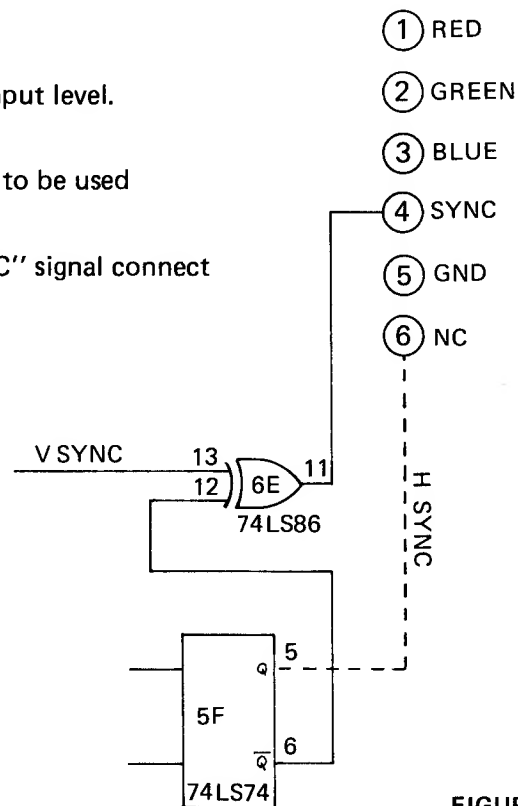 1 RED
put level.
2 GREEN
3 BLUE
to be used
4 SYNC
C" signal connect
5 GND
6 NC
V SYNC
13
12
6E
11
74LS86
H SYNC
5
Q
5F
Q̅
6
74LS74
FIGU